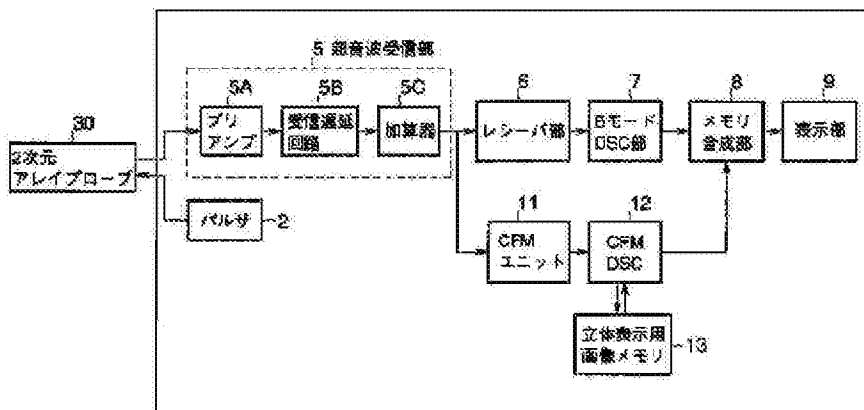 5 超音波受信部
5A
5B
5C
6
7
8
9
30
プリ
アンプ
受信遅延
回路
加算器
レシーバ部
Bモード
DSC部
メモリ
合成部
表示部
2次元
アレイプローブ
パルサ
2
11
12
CFM
ユニット
CFM
DSC
立体表示用
画像メモリ
13